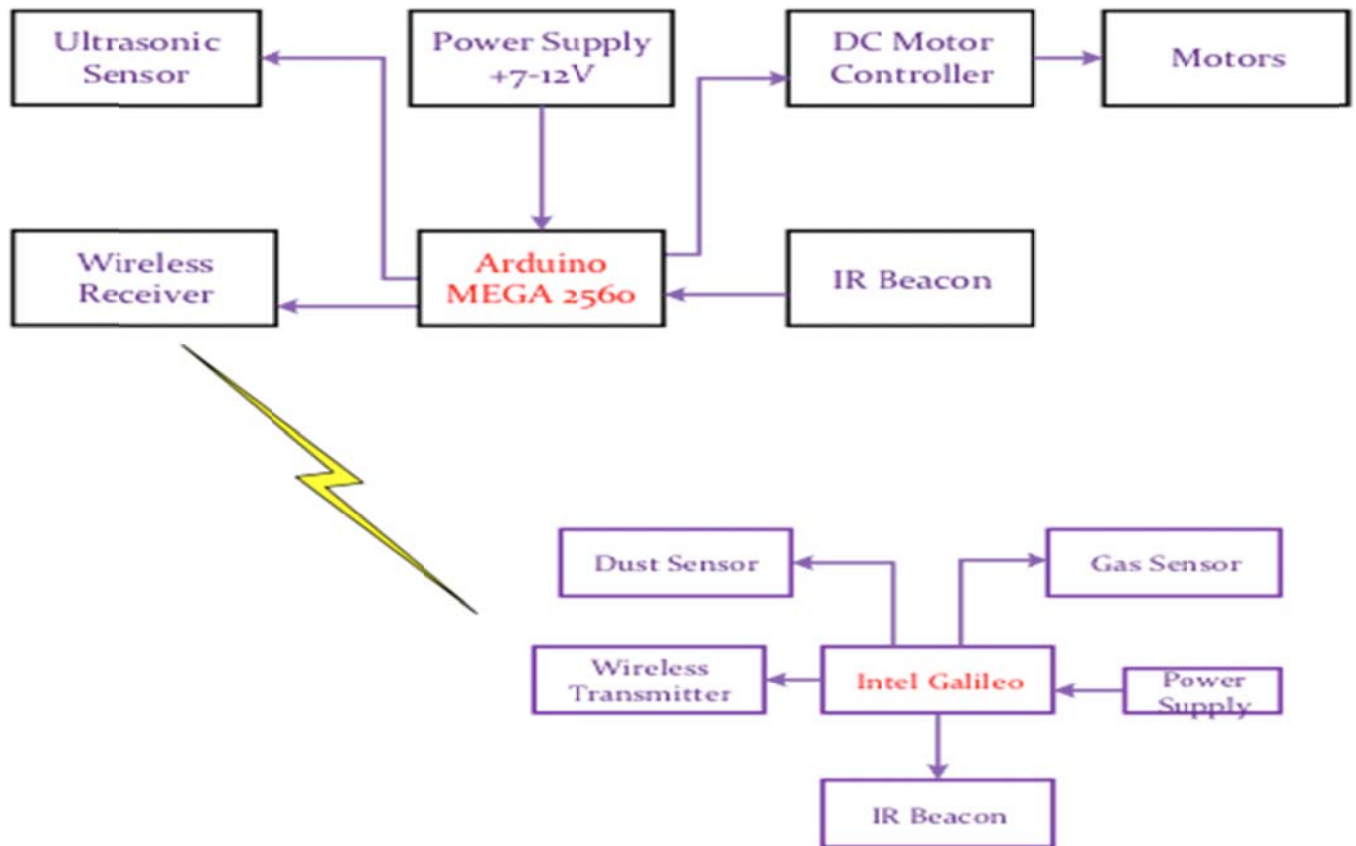 Ultrasonic
Sensor
Power Supply
+7-12V
DC Motor
Controller
Motors
Wireless
Receiver
Arduino
MEGA 2560
IR Beacon
Dust Sensor
Gas Sensor
Wireless
Transmitter
Intel Galileo
Power
Supply
IR Beacon